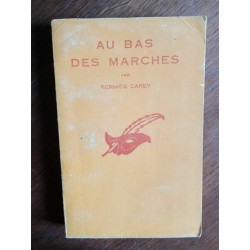 AU BAS
DES MARCHES
PAR
BERNICE CAREY